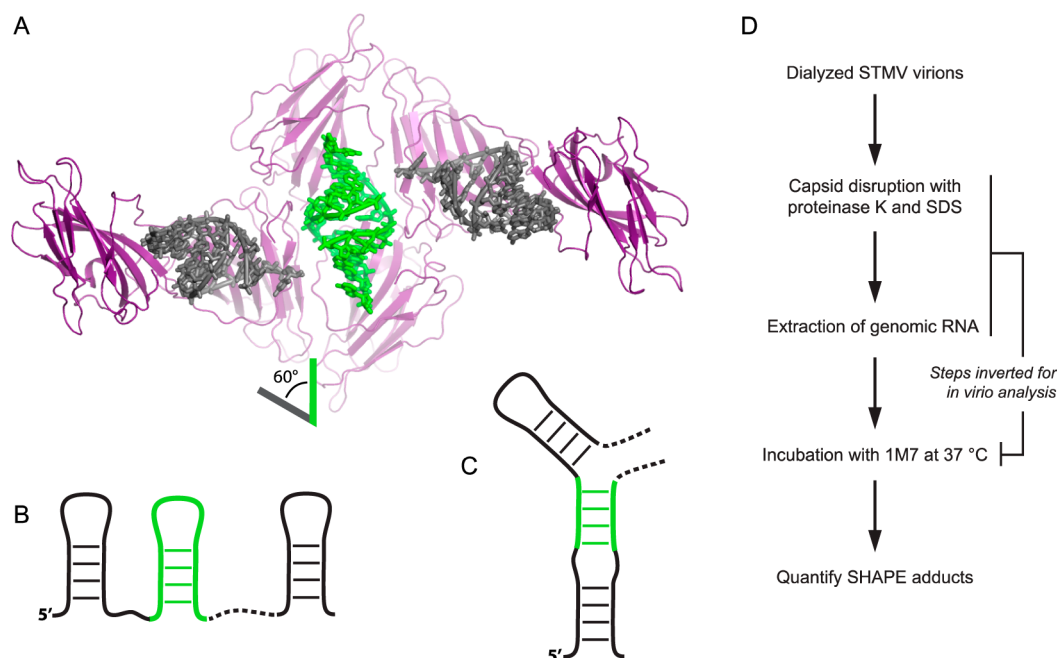 A
60°
B
5’
C
5’
D
Dialyzed STMV virions
Capsid disruption with
proteinase K and SDS
Extraction of genomic RNA
Steps inverted for
in virio analysis
Incubation with 1M7 at 37 °C
Quantify SHAPE adducts